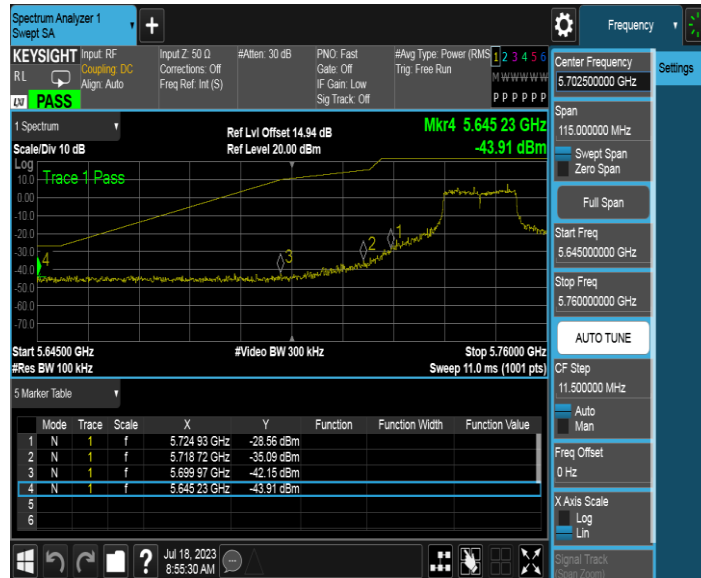 Spectrum Analyzer 1
Swept SA
+
Frequency
KEYSIGHT
RL
LXI PASS
Input: RF
Coupling: DC
Align: Auto
Input Z: 50 Ω
Corrections: Off
Freq Ref: Int (S)
#Atten: 30 dB
PNO: Fast
Gate: Off
IF Gain: Low
Sig Track: Off
#Avg Type: Power (RMS
Trig: Free Run
1 2 3 4 5 6
M W W W W W
P P P P P P
1 Spectrum
Scale/Div 10 dB
Ref Lvl Offset 14.94 dB
Ref Level 20.00 dBm
Mkr4 5.645 23 GHz
-43.91 dBm
Log
Trace 1 Pass
10.0
0.00
-10.0
-20.0
-30.0
-40.0
-50.0
-60.0
-70.0
4
3
2
1
Start 5.64500 GHz
#Res BW 100 kHz
#Video BW 300 kHz
Stop 5.76000 GHz
Sweep 11.0 ms (1001 pts)
5 Marker Table
Mode Trace Scale X Y Function Function Width Function Value
1 N 1 f 5.724 93 GHz -28.56 dBm
2 N 1 f 5.718 72 GHz -35.09 dBm
3 N 1 f 5.699 97 GHz -42.15 dBm
4 N 1 f 5.645 23 GHz -43.91 dBm
5
6
?
Jul 18, 2023
8:55:30 AM
Center Frequency
5.702500000 GHz
Span
115.000000 MHz
Swept Span
Zero Span
Full Span
Start Freq
5.645000000 GHz
Stop Freq
5.760000000 GHz
AUTO TUNE
CF Step
11.500000 MHz
Auto
Man
Freq Offset
0 Hz
X Axis Scale
Log
Lin
Signal Track
(Span Zoom)
Settings